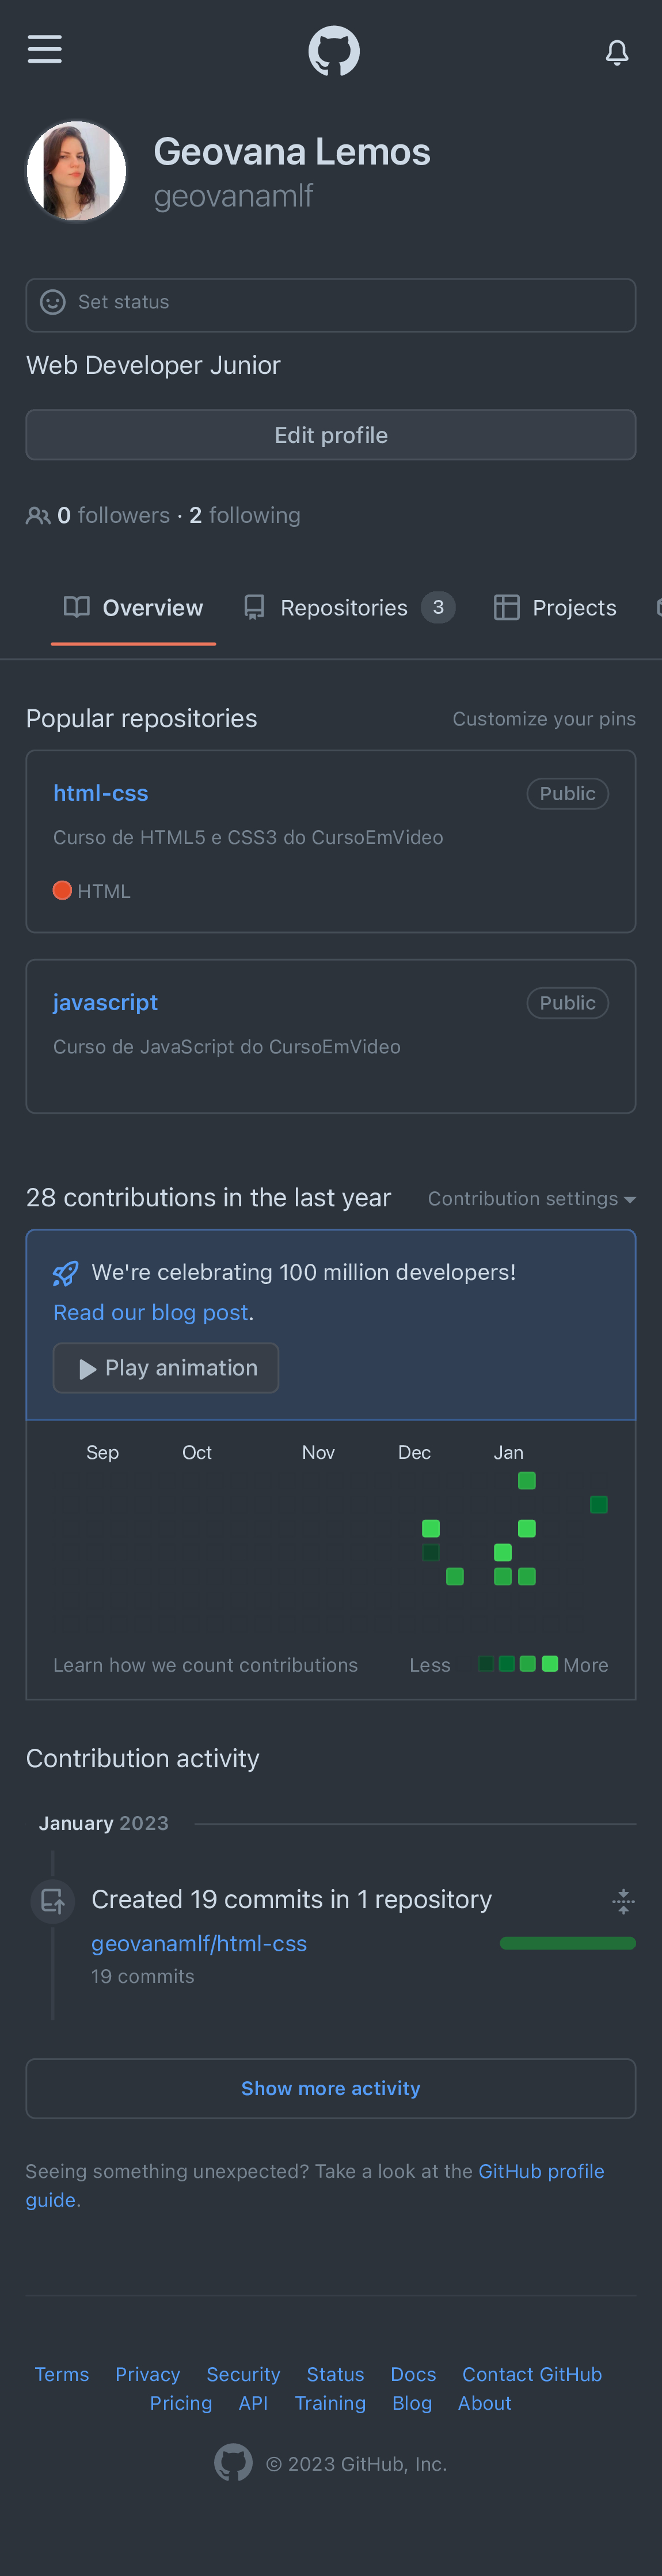 Geovana Lemos
geovanamlf
Set status
Web Developer Junior
Edit profile
0 followers · 2 following
Overview Repositories 3 Projects
Popular repositories Customize your pins
html-css Public
Curso de HTML5 e CSS3 do CursoEmVideo
HTML
javascript Public
Curso de JavaScript do CursoEmVideo
28 contributions in the last year Contribution settings
We're celebrating 100 million developers!
Read our blog post.
Play animation
Sep Oct Nov Dec Jan
Learn how we count contributions Less More
Contribution activity
January 2023
Created 19 commits in 1 repository
geovanamlf/html-css
19 commits
Show more activity
Seeing something unexpected? Take a look at the GitHub profile
guide.
Terms Privacy Security Status Docs Contact GitHub
Pricing API Training Blog About
© 2023 GitHub, Inc.